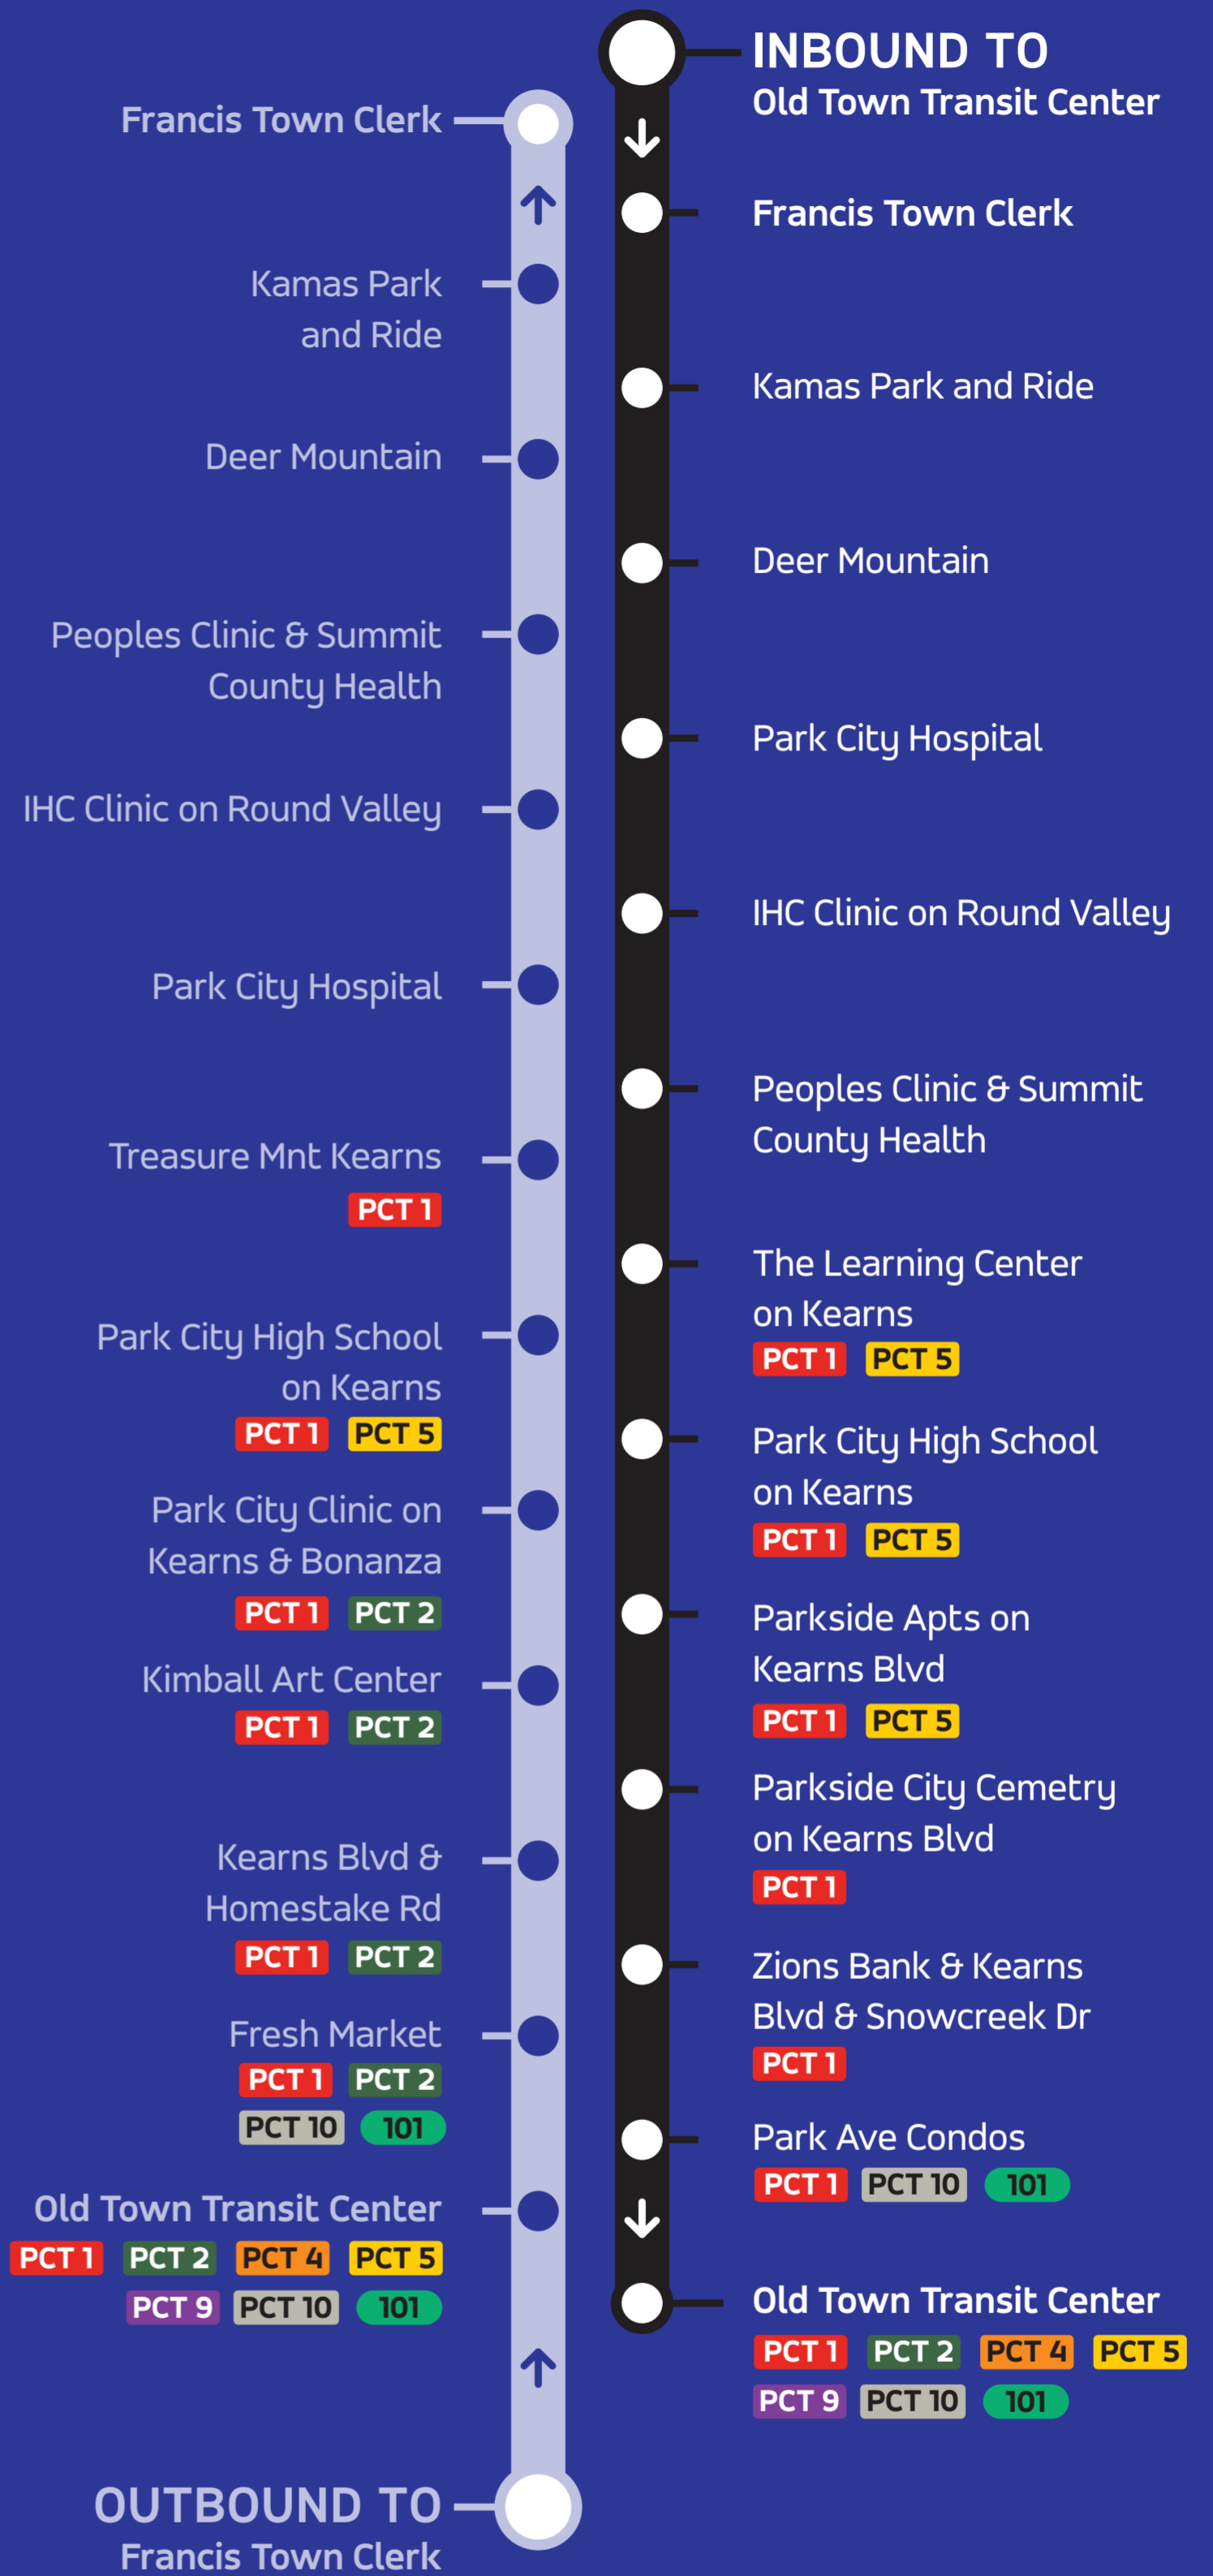 Francis Town Clerk
Kamas Park
and Ride
Deer Mountain
Peoples Clinic & Summit
County Health
IHC Clinic on Round Valley
Park City Hospital
Treasure Mnt Kearns
PCT 1
Park City High School
on Kearns
PCT 1 PCT 5
Park City Clinic on
Kearns & Bonanza
PCT 1 PCT 2
Kimball Art Center
PCT 1 PCT 2
Kearns Blvd &
Homestake Rd
PCT 1 PCT 2
Fresh Market
PCT 1 PCT 2
PCT 10 101
Old Town Transit Center
PCT 1 PCT 2 PCT 4 PCT 5
PCT 9 PCT 10 101
OUTBOUND TO
Francis Town Clerk
INBOUND TO
Old Town Transit Center
Francis Town Clerk
Kamas Park and Ride
Deer Mountain
Park City Hospital
IHC Clinic on Round Valley
Peoples Clinic & Summit
County Health
The Learning Center
on Kearns
PCT 1 PCT 5
Park City High School
on Kearns
PCT 1 PCT 5
Parkside Apts on
Kearns Blvd
PCT 1 PCT 5
Parkside City Cemetry
on Kearns Blvd
PCT 1
Zions Bank & Kearns
Blvd & Snowcreek Dr
PCT 1
Park Ave Condos
PCT 1 PCT 10 101
Old Town Transit Center
PCT 1 PCT 2 PCT 4 PCT 5
PCT 9 PCT 10 101